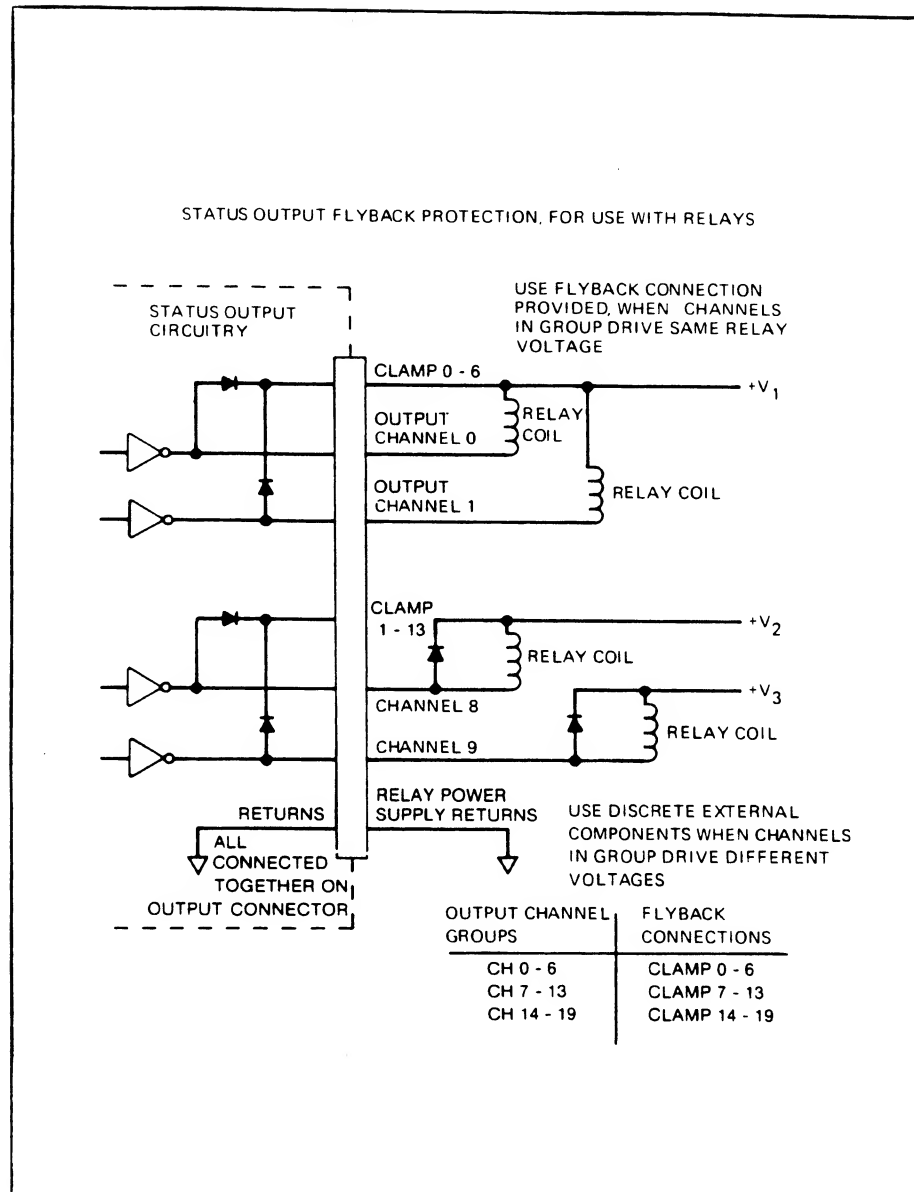 STATUS OUTPUT FLYBACK PROTECTION, FOR USE WITH RELAYS
STATUS OUTPUT
CIRCUITRY
USE FLYBACK CONNECTION
PROVIDED, WHEN CHANNELS
IN GROUP DRIVE SAME RELAY
VOLTAGE
CLAMP 0 - 6
+V1
OUTPUT
CHANNEL 0
RELAY
COIL
OUTPUT
CHANNEL 1
RELAY COIL
CLAMP
1 - 13
+V2
RELAY COIL
CHANNEL 8
+V3
RELAY COIL
CHANNEL 9
RETURNS
RELAY POWER
SUPPLY RETURNS
ALL
CONNECTED
TOGETHER ON
OUTPUT CONNECTOR
USE DISCRETE EXTERNAL
COMPONENTS WHEN CHANNELS
IN GROUP DRIVE DIFFERENT
VOLTAGES
OUTPUT CHANNEL
GROUPS
FLYBACK
CONNECTIONS
CH 0 - 6 CLAMP 0 - 6
CH 7 - 13 CLAMP 7 - 13
CH 14 - 19 CLAMP 14 - 19